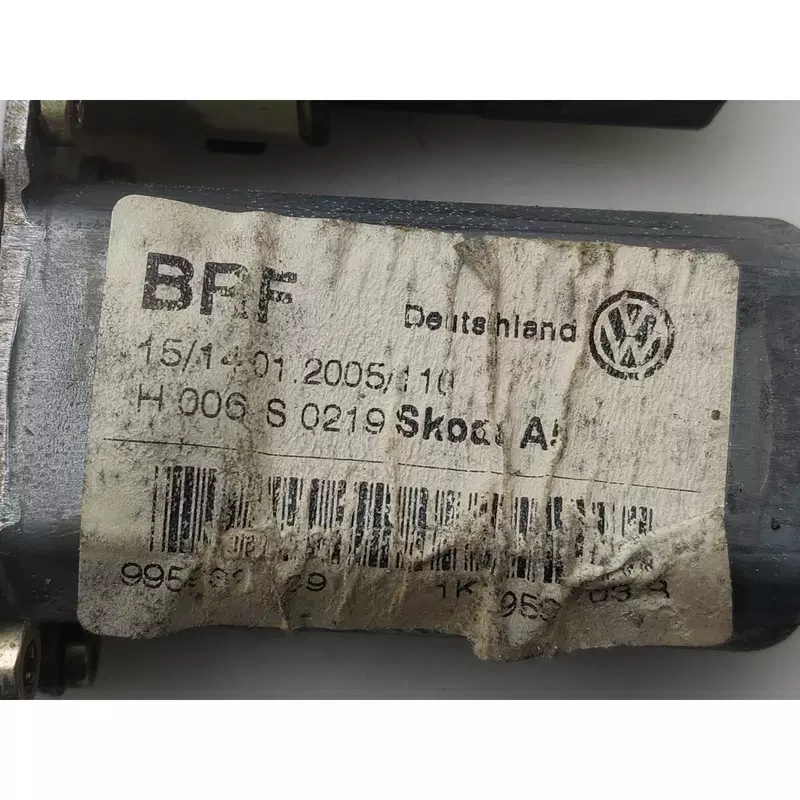 BRF
Deutschland
15/14.01.2005/110
H 006 S 0219 Skoda A5